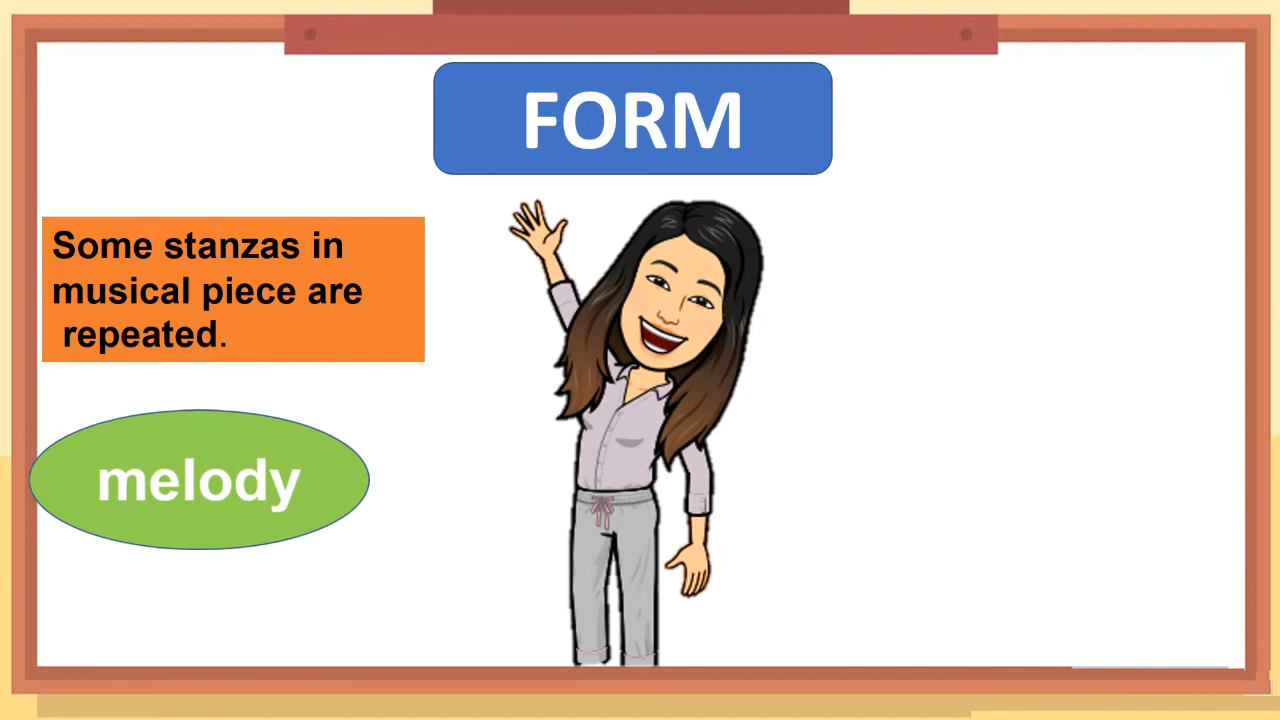 FORM
Some stanzas in
musical piece are
repeated.
melody